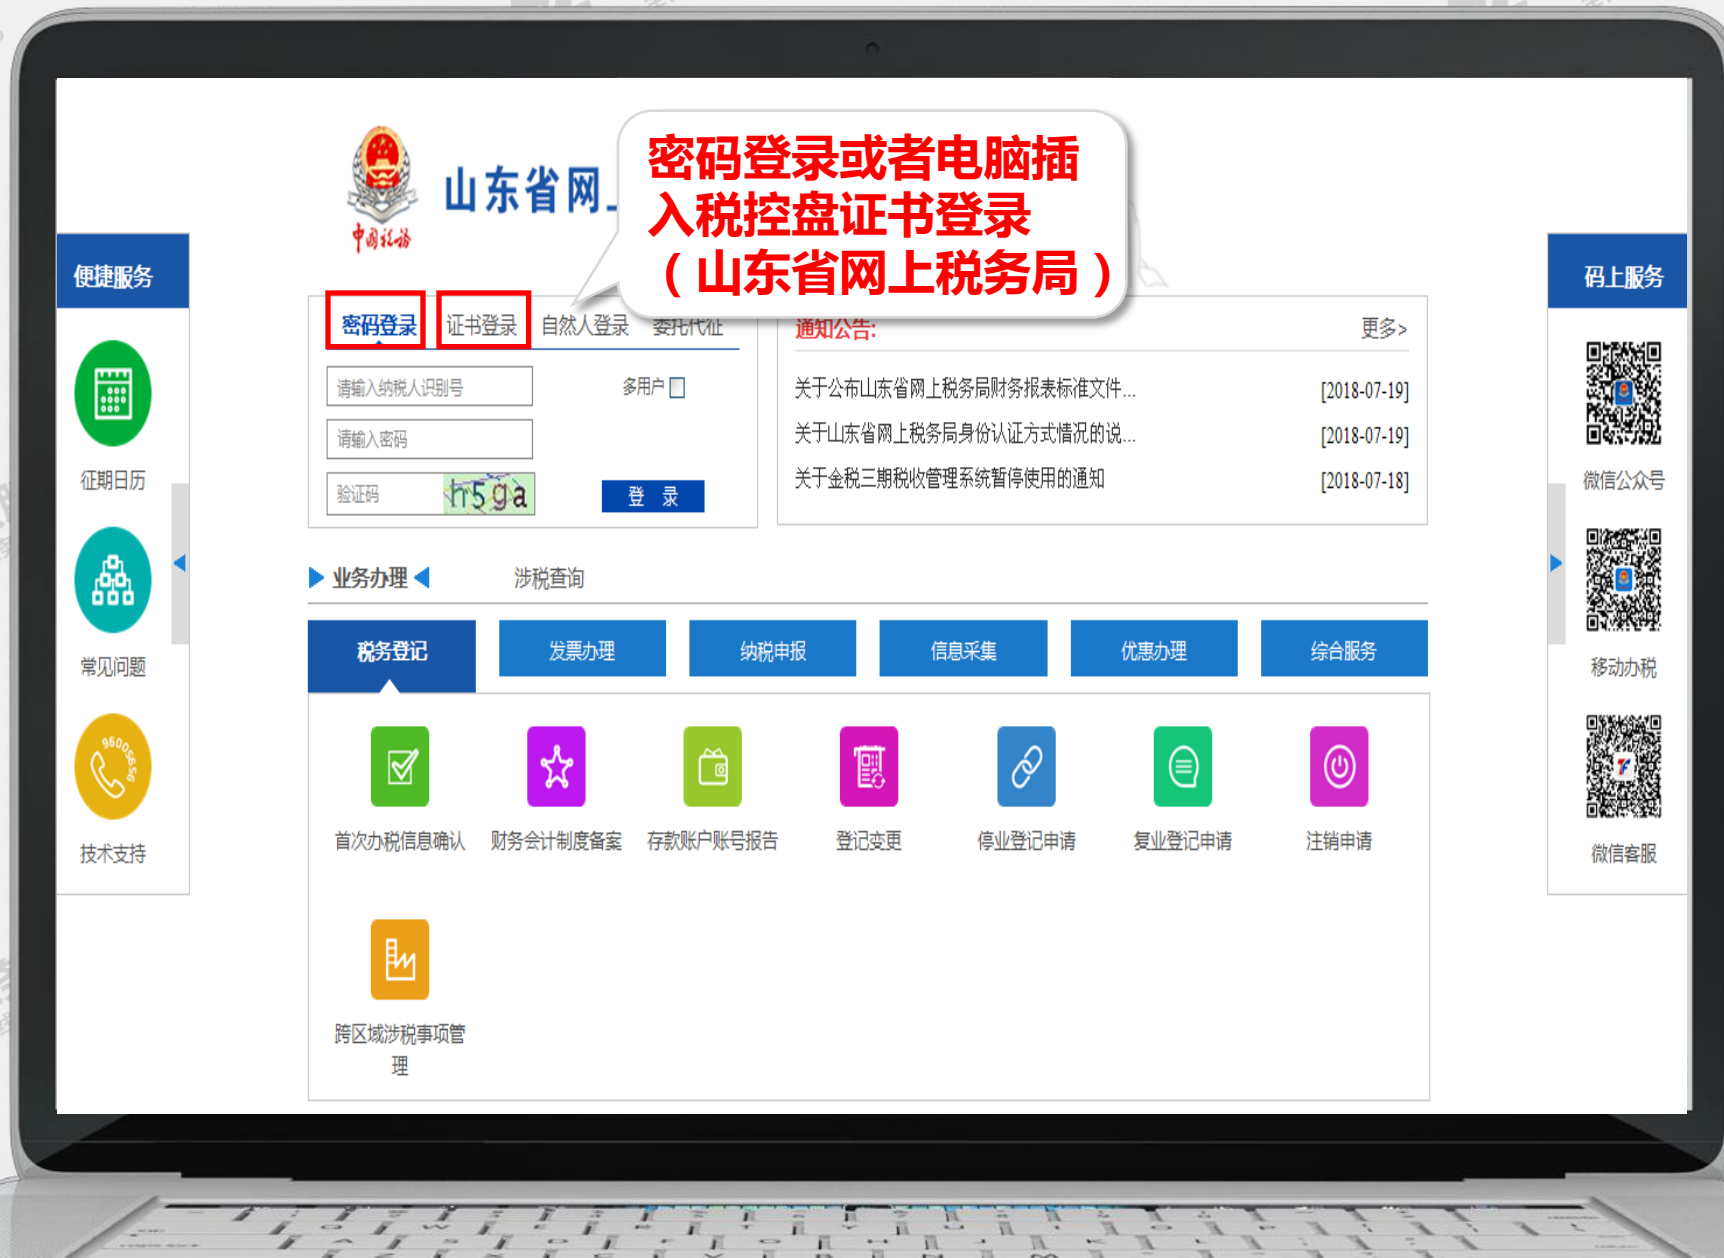 密码登录或者电脑插
入税控盘证书登录
（山东省网上税务局）
中国税务
山东省网上
便捷服务
征期日历
常见问题
96005656
技术支持
密码登录 证书登录 自然人登录 委托代征
请输入纳税人识别号 多用户
请输入密码
验证码 h5ga 登 录
通知公告: 更多>
关于公布山东省网上税务局财务报表标准文件... [2018-07-19]
关于山东省网上税务局身份认证方式情况的说... [2018-07-19]
关于金税三期税收管理系统暂停使用的通知 [2018-07-18]
业务办理 涉税查询
税务登记 发票办理 纳税申报 信息采集 优惠办理 综合服务
首次办税信息确认 财务会计制度备案 存款账户账号报告 登记变更 停业登记申请 复业登记申请 注销申请
跨区域涉税事项管
理
码上服务
微信公众号
移动办税
微信客服